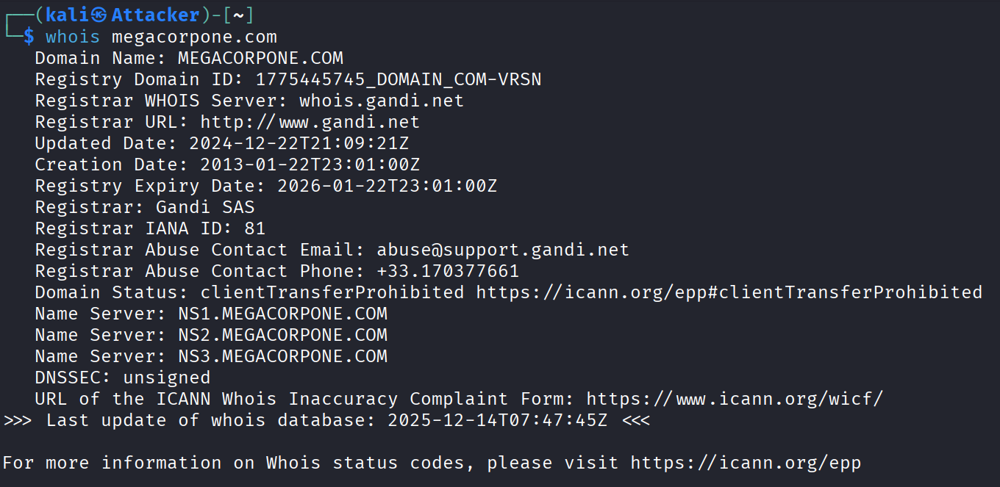 ┌──(kali㉿Attacker)-[~]
└─$ whois megacorpone.com
Domain Name: MEGACORPONE.COM
Registry Domain ID: 1775445745_DOMAIN_COM-VRSN
Registrar WHOIS Server: whois.gandi.net
Registrar URL: http://www.gandi.net
Updated Date: 2024-12-22T21:09:21Z
Creation Date: 2013-01-22T23:01:00Z
Registry Expiry Date: 2026-01-22T23:01:00Z
Registrar: Gandi SAS
Registrar IANA ID: 81
Registrar Abuse Contact Email: abuse@support.gandi.net
Registrar Abuse Contact Phone: +33.170377661
Domain Status: clientTransferProhibited https://icann.org/epp#clientTransferProhibited
Name Server: NS1.MEGACORPONE.COM
Name Server: NS2.MEGACORPONE.COM
Name Server: NS3.MEGACORPONE.COM
DNSSEC: unsigned
URL of the ICANN Whois Inaccuracy Complaint Form: https://www.icann.org/wicf/
>>> Last update of whois database: 2025-12-14T07:47:45Z <<<
For more information on Whois status codes, please visit https://icann.org/epp